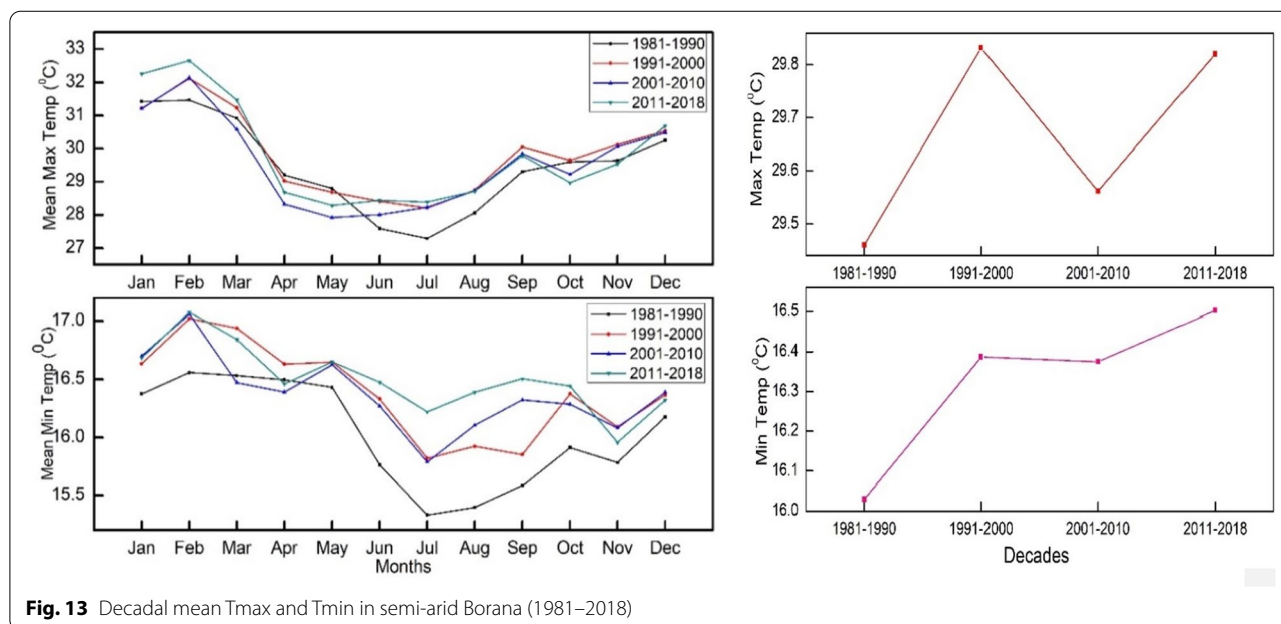 Mean Max Temp (⁰C)
33
32
31
30
29
28
27
1981-1990
1991-2000
2001-2010
2011-2018
Jan Feb Mar Apr May Jun Jul Aug Sep Oct Nov Dec
Mean Min Temp (⁰C)
17.0
16.5
16.0
15.5
1981-1990
1991-2000
2001-2010
2011-2018
Jan Feb Mar Apr May Jun Jul Aug Sep Oct Nov Dec
Months
Max Temp (⁰C)
29.8
29.7
29.6
29.5
1981-1990 1991-2000 2001-2010 2011-2018
Min Temp (⁰C)
16.5
16.4
16.3
16.2
16.1
16.0
1981-1990 1991-2000 2001-2010 2011-2018
Decades
Fig. 13 Decadal mean Tmax and Tmin in semi-arid Borana (1981–2018)